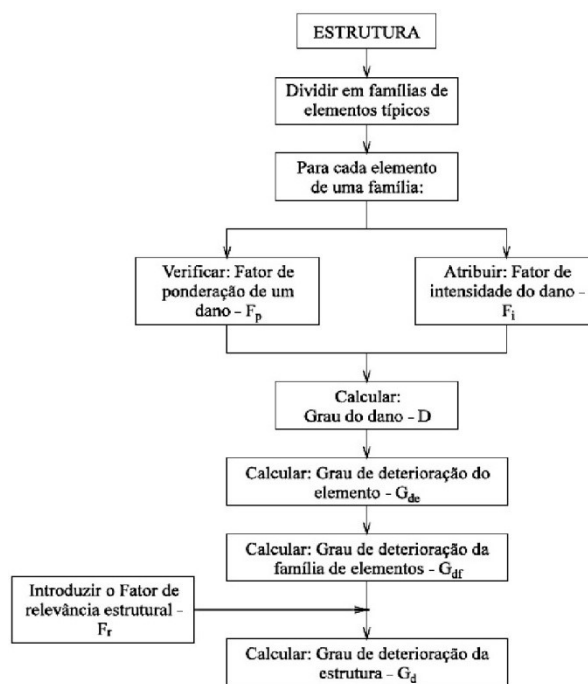 ESTRUTURA
Dividir em famílias de
elementos típicos
Para cada elemento
de uma família:
Verificar: Fator de
ponderação de um
dano - Fp
Atribuir: Fator de
intensidade do dano -
Fi
Calcular:
Grau do dano - D
Calcular: Grau de deterioração do
elemento - Gde
Calcular: Grau de deterioração da
família de elementos - Gdf
Introduzir o Fator de
relevância estrutural -
Fr
Calcular: Grau de deterioração da
estrutura - Gd